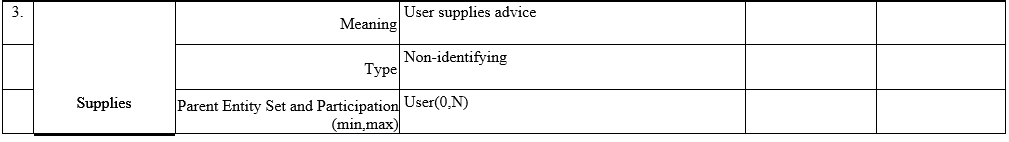 3.
Meaning
User supplies advice
Type
Non-identifying
Supplies
Parent Entity Set and Participation
(min,max)
User(0,N)